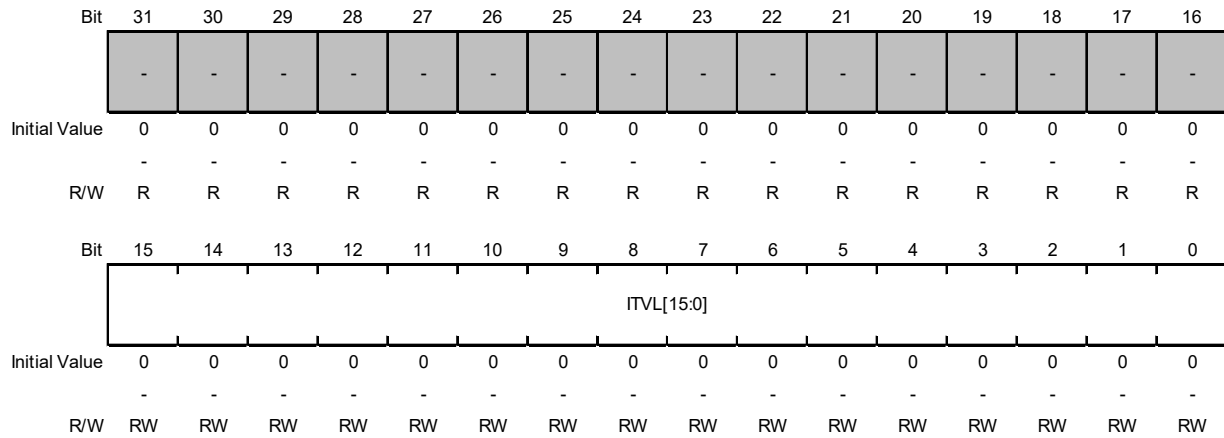 Bit 31 30 29 28 27 26 25 24 23 22 21 20 19 18 17 16
- - - - - - - - - - - - - - - -
Initial Value 0 0 0 0 0 0 0 0 0 0 0 0 0 0 0 0
- - - - - - - - - - - - - - - -
R/W R R R R R R R R R R R R R R R R
Bit 15 14 13 12 11 10 9 8 7 6 5 4 3 2 1 0
ITVL[15:0]
Initial Value 0 0 0 0 0 0 0 0 0 0 0 0 0 0 0 0
- - - - - - - - - - - - - - - -
R/W RW RW RW RW RW RW RW RW RW RW RW RW RW RW RW RW